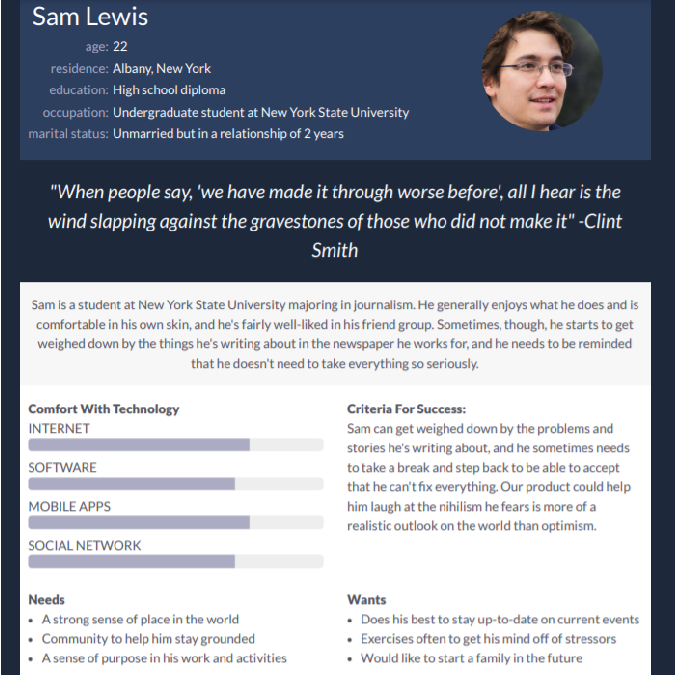 Sam Lewis
age: 22
residence: Albany, New York
education: High school diploma
occupation: Undergraduate student at New York State University
marital status: Unmarried but in a relationship of 2 years
"When people say, 'we have made it through worse before', all I hear is the
wind slapping against the gravestones of those who did not make it" -Clint
Smith
Sam is a student at New York State University majoring in journalism. He generally enjoys what he does and is
comfortable in his own skin, and he's fairly well-liked in his friend group. Sometimes, though, he starts to get
weighed down by the things he's writing about in the newspaper he works for, and he needs to be reminded
that he doesn't need to take everything so seriously.
Comfort With Technology
INTERNET
SOFTWARE
MOBILE APPS
SOCIAL NETWORK
Criteria For Success:
Sam can get weighed down by the problems and
stories he's writing about, and he sometimes needs
to take a break and step back to be able to accept
that he can't fix everything. Our product could help
him laugh at the nihilism he fears is more of a
realistic outlook on the world than optimism.
Needs
• A strong sense of place in the world
• Community to help him stay grounded
• A sense of purpose in his work and activities
Wants
• Does his best to stay up-to-date on current events
• Exercises often to get his mind off of stressors
• Would like to start a family in the future